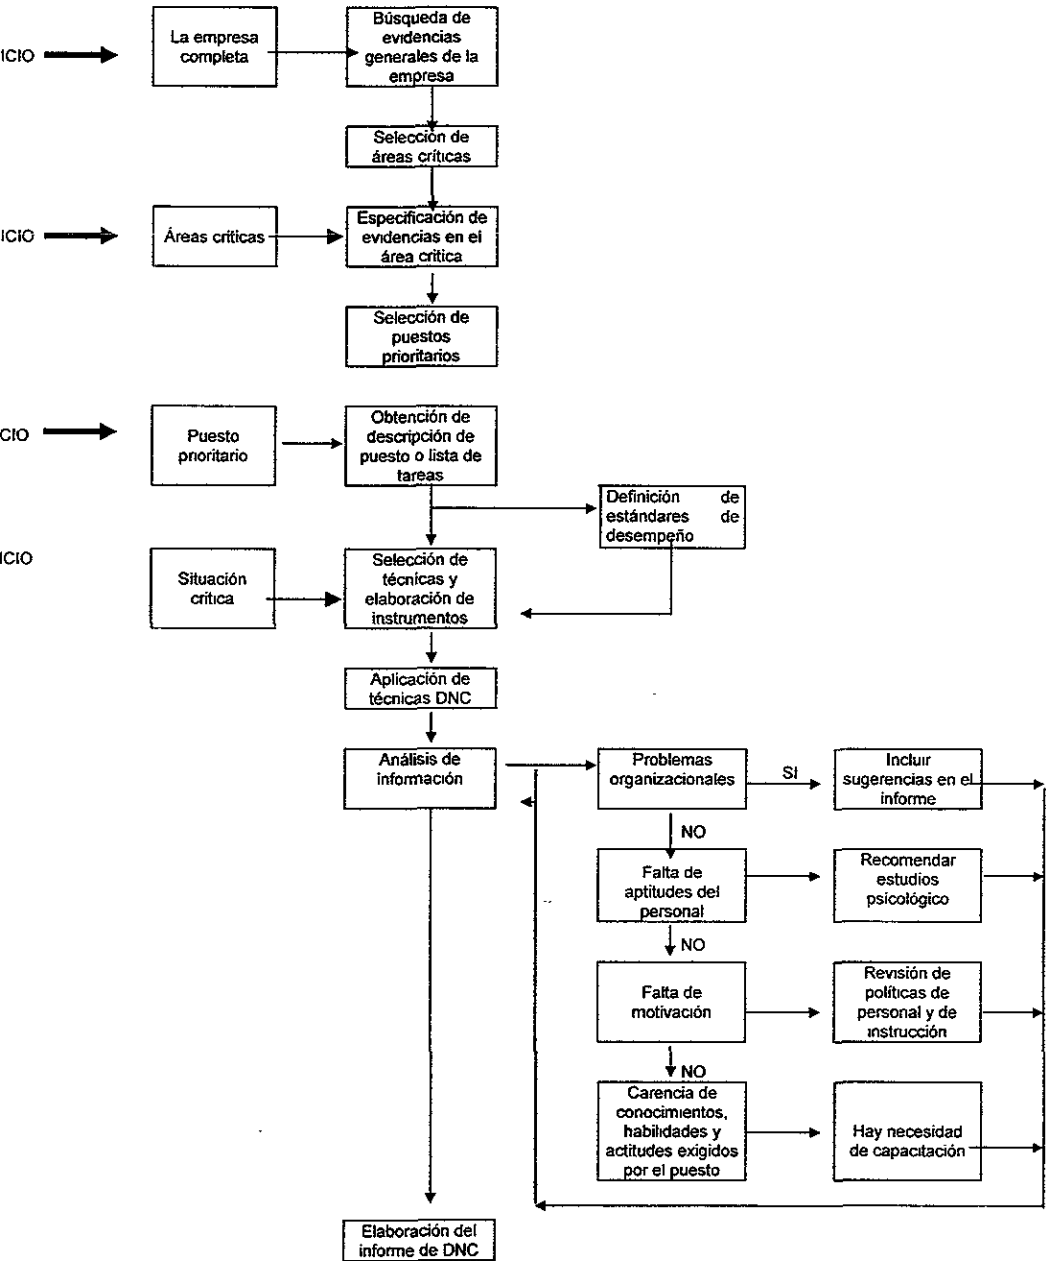 ICIO
La empresa
completa
Búsqueda de
evidencias
generales de la
empresa
Selección de
áreas críticas
ICIO
Áreas criticas
Especificación de
evidencias en el
área critica
Selección de
puestos
prioritarios
CIO
Puesto
prioritario
Obtención de
descripción de
puesto o lista de
tareas
Definición de
estándares de
desempeño
ICIO
Situación
crítica
Selección de
técnicas y
elaboración de
instrumentos
Aplicación de
técnicas DNC
Análisis de
información
Problemas
organizacionales
SI
Incluir
sugerencias en el
informe
NO
Falta de
aptitudes del
personal
Recomendar
estudios
psicológico
NO
Falta de
motivación
Revisión de
políticas de
personal y de
instrucción
NO
Carencia de
conocimientos,
habilidades y
actitudes exigidos
por el puesto
Hay necesidad
de capacitación
Elaboración del
informe de DNC